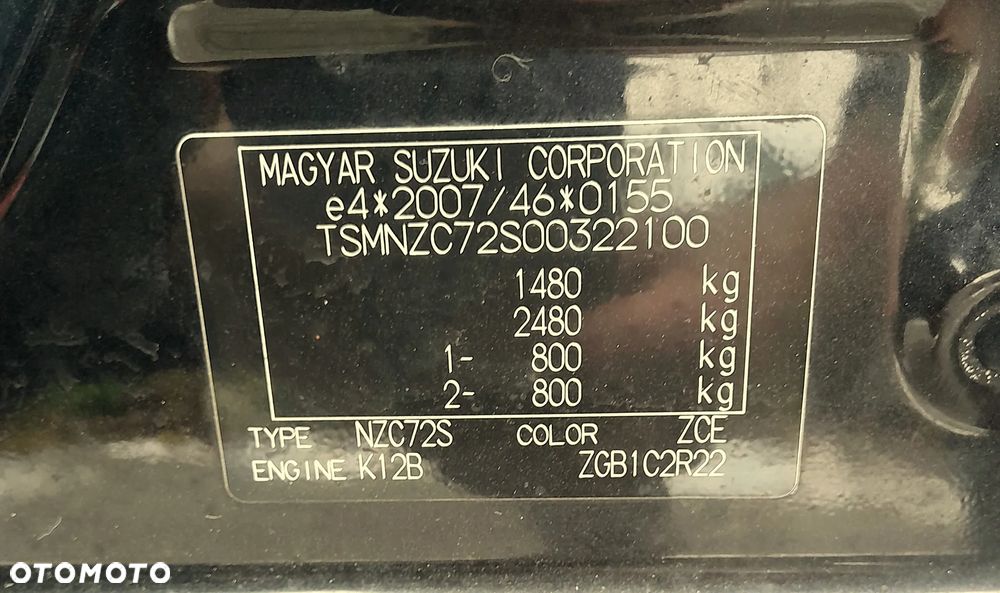 MAGYAR SUZUKI CORPORATION
e4*2007/46*0155
TSMNZC72S00322100
1480 kg
2480 kg
1- 800 kg
2- 800 kg
TYPE NZC72S COLOR ZCE
ENGINE K12B ZGB1C2R22
OTOMOTO